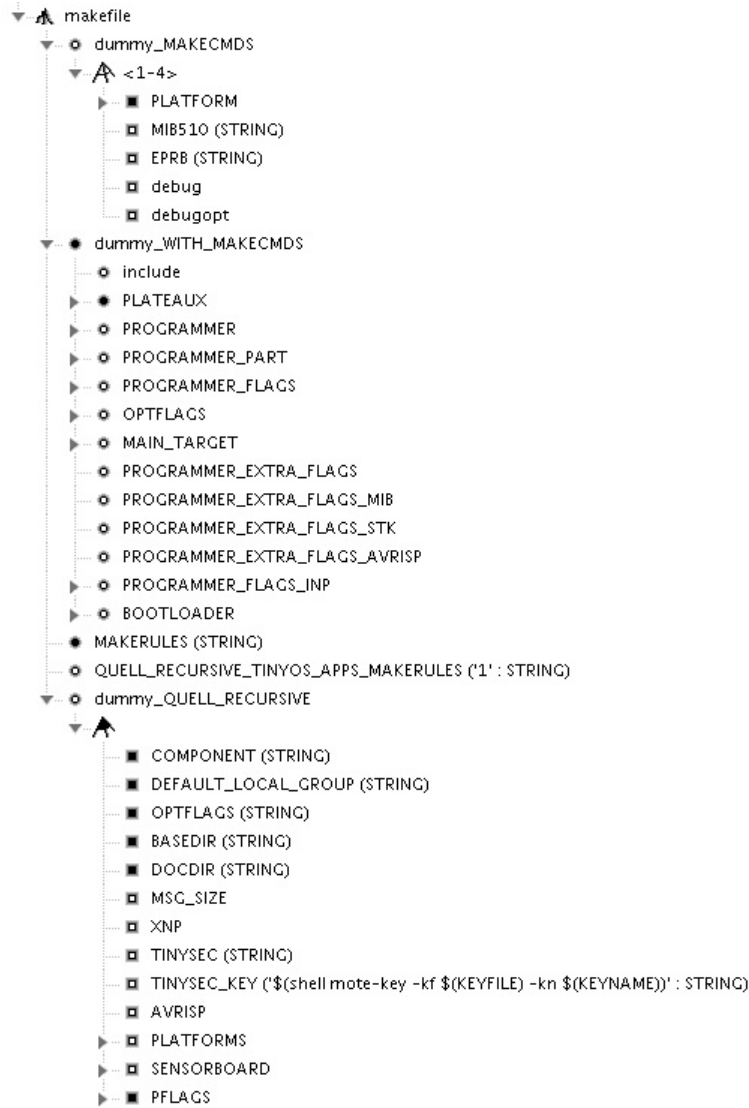 makefile
dummy_MAKECMDS
<1-4>
PLATFORM
MIB510 (STRING)
EPRB (STRING)
debug
debugopt
dummy_WITH_MAKECMDS
include
PLATEAUX
PROGRAMMER
PROGRAMMER_PART
PROGRAMMER_FLAGS
OPTFLAGS
MAIN_TARGET
PROGRAMMER_EXTRA_FLAGS
PROGRAMMER_EXTRA_FLAGS_MIB
PROGRAMMER_EXTRA_FLAGS_STK
PROGRAMMER_EXTRA_FLAGS_AVRISP
PROGRAMMER_FLAGS_INP
BOOTLOADER
MAKERULES (STRING)
QUELL_RECURSIVE_TINYOS_APPS_MAKERULES ('1' : STRING)
dummy_QUELL_RECURSIVE
COMPONENT (STRING)
DEFAULT_LOCAL_GROUP (STRING)
OPTFLAGS (STRING)
BASEDIR (STRING)
DOCDIR (STRING)
MSG_SIZE
XNP
TINYSEC (STRING)
TINYSEC_KEY ('$(shell mote-key -kf $(KEYFILE) -kn $(KEYNAME))' : STRING)
AVRISP
PLATFORMS
SENSORBOARD
PFLAGS